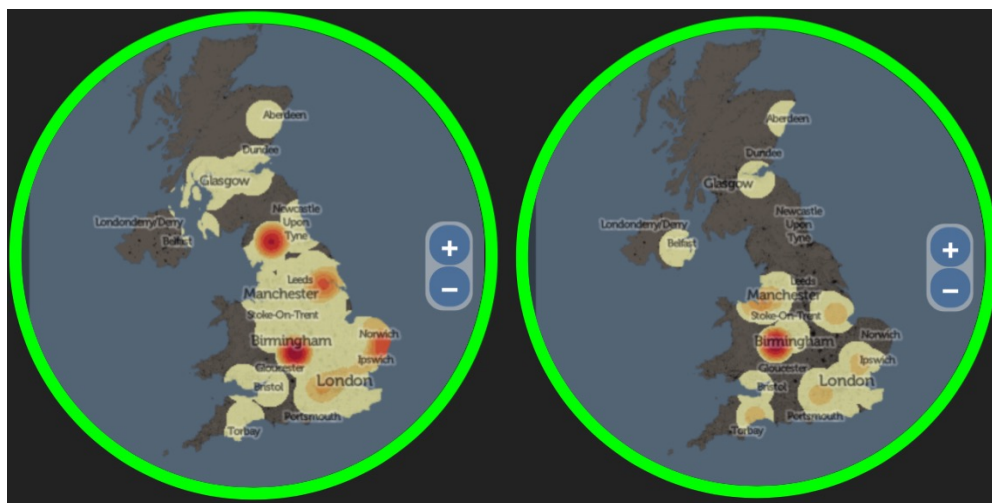 Aberdeen
Dundee
Glasgow
Londonderry/Derry
Belfast
Newcastle
Upon
Tyne
Leeds
Manchester
Stoke-On-Trent
Norwich
Birmingham
Ipswich
Gloucester
London
Bristol
Portsmouth
Torbay
+
−
Aberdeen
Dundee
Glasgow
Londonderry/Derry
Belfast
Newcastle
Upon
Tyne
Leeds
Manchester
Stoke-On-Trent
Norwich
Birmingham
Ipswich
Gloucester
London
Bristol
Portsmouth
Torbay
+
−